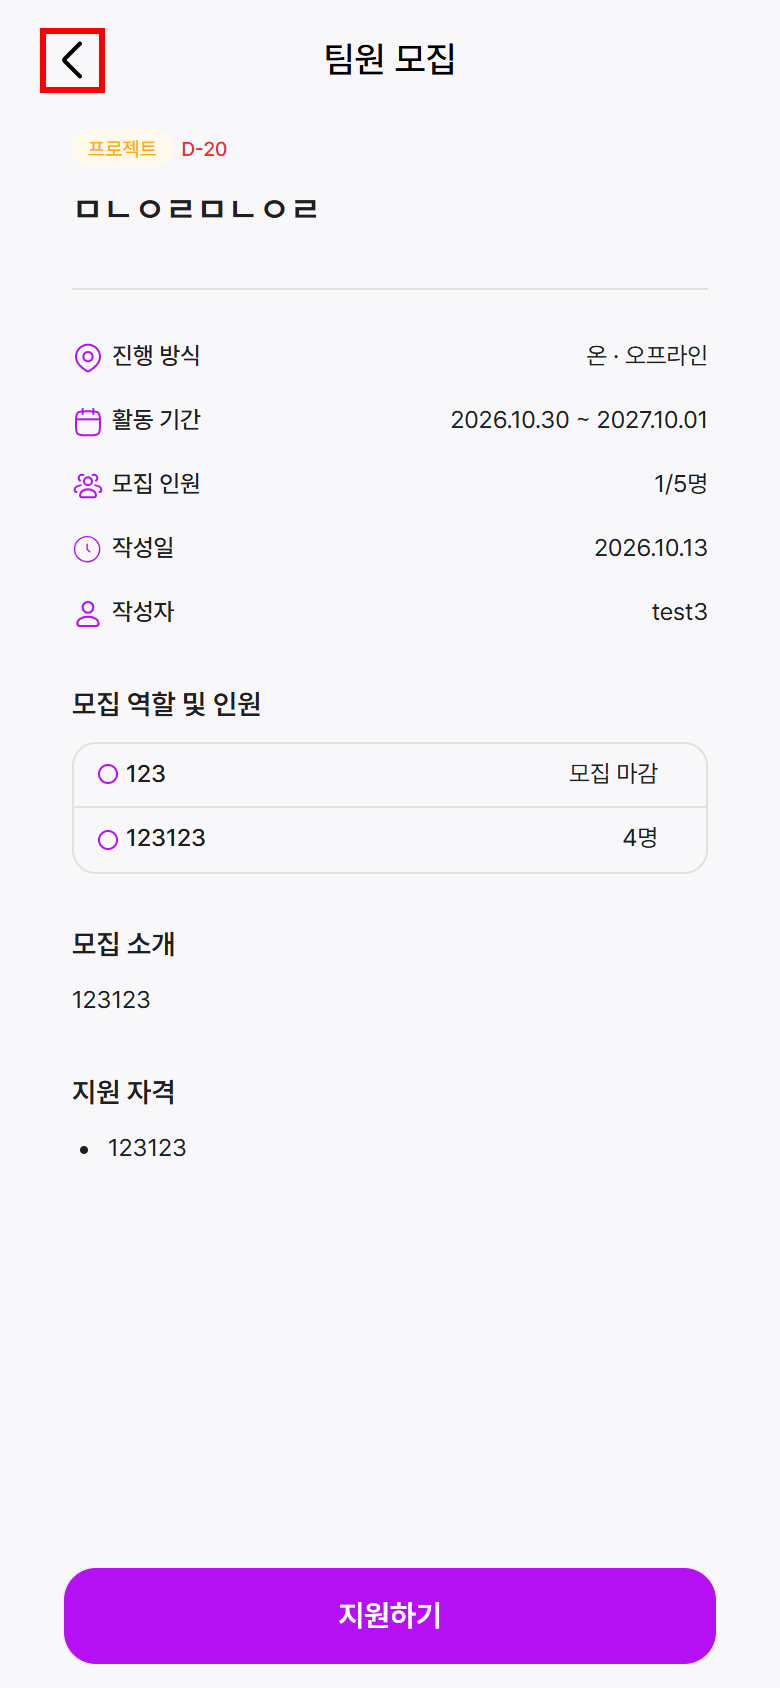 팀원 모집
프로젝트 D-20
ㅁㄴㅇㄹㅁㄴㅇㄹ
진행 방식 온 · 오프라인
활동 기간 2026.10.30 ~ 2027.10.01
모집 인원 1/5명
작성일 2026.10.13
작성자 test3
모집 역할 및 인원
123 모집 마감
123123 4명
모집 소개
123123
지원 자격
• 123123
지원하기